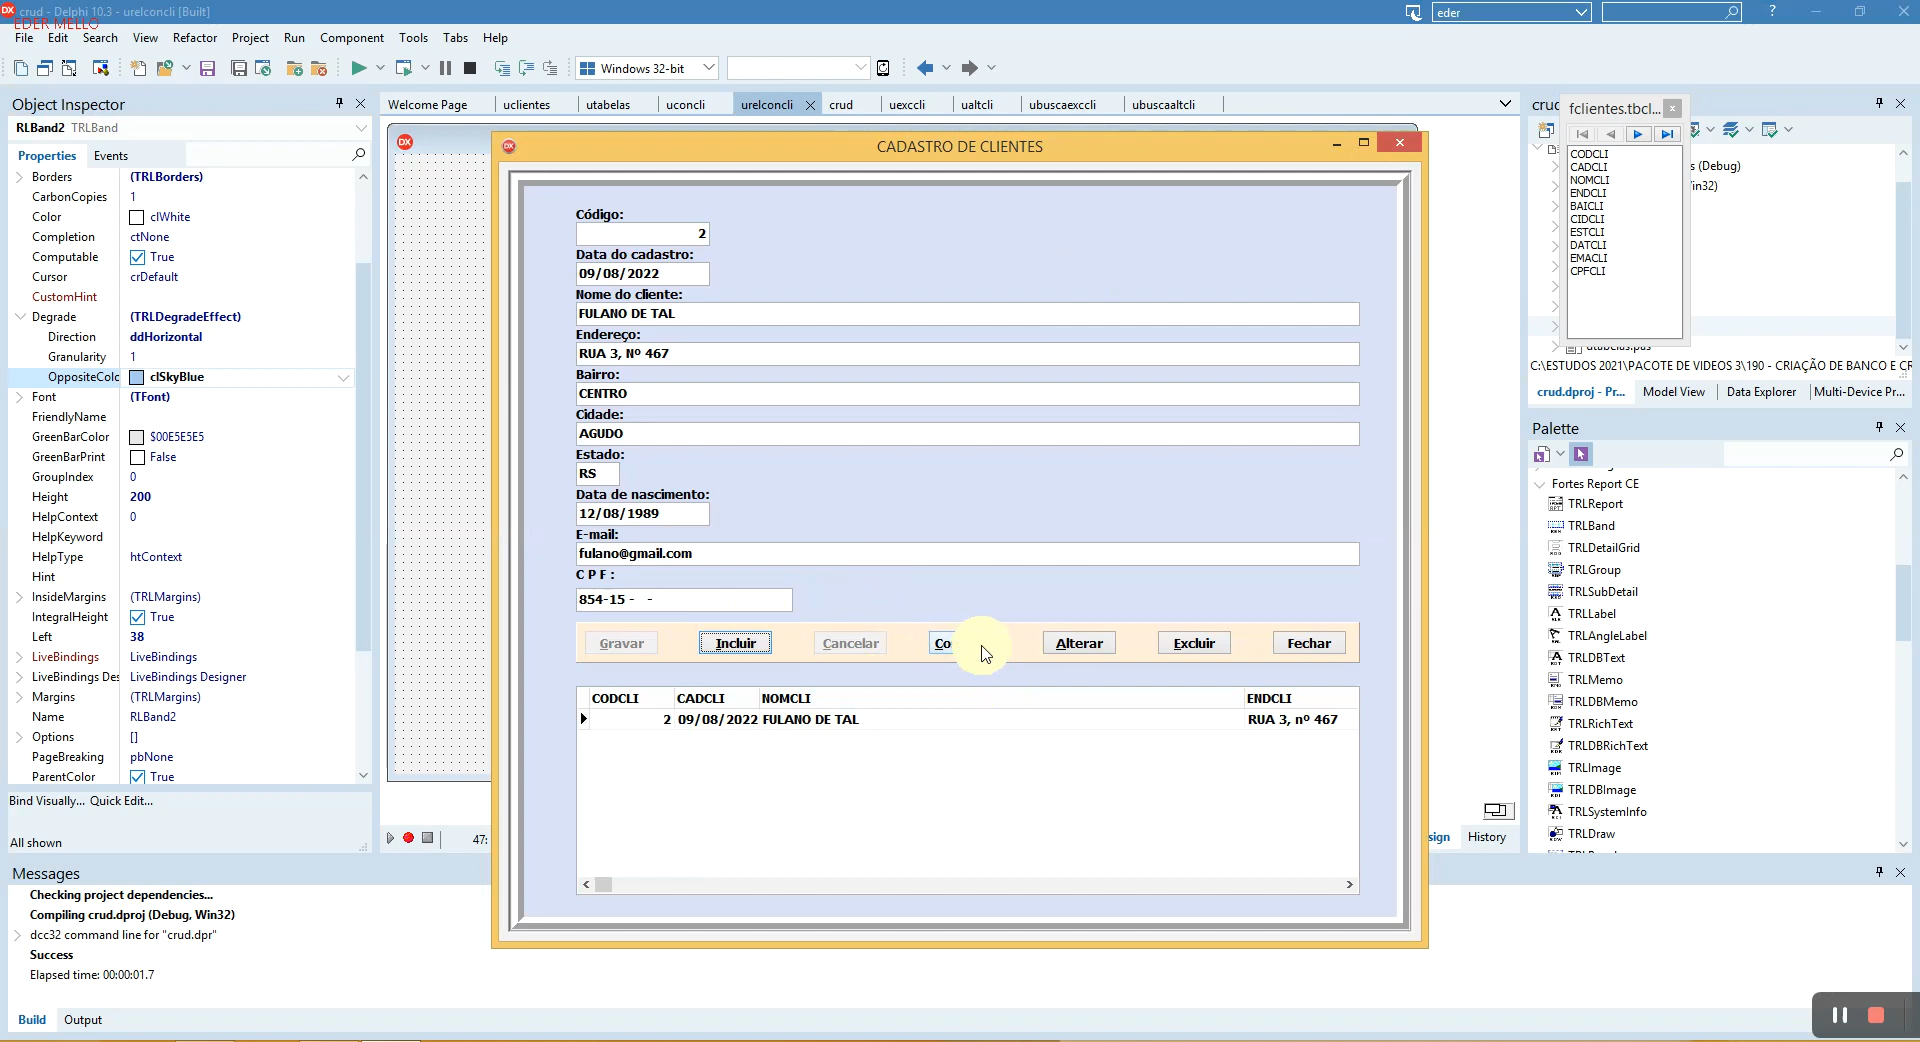 crud - Delphi 10.3 - urelconcli [Built]
EDER MELLO
eder
?
File Edit Search View Refactor Project Run Component Tools Tabs Help
Windows 32-bit
Object Inspector
RLBand2 TRLBand
Properties Events
Borders (TRLBorders)
CarbonCopies 1
Color clWhite
Completion ctNone
Computable True
Cursor crDefault
CustomHint
Degrade (TRLDegradeEffect)
Direction ddHorizontal
Granularity 1
OppositeColc clSkyBlue
Font (TFont)
FriendlyName
GreenBarColor $00E5E5E5
GreenBarPrint False
GroupIndex 0
Height 200
HelpContext 0
HelpKeyword
HelpType htContext
Hint
InsideMargins (TRLMargins)
IntegralHeight True
Left 38
LiveBindings LiveBindings
LiveBindings Des LiveBindings Designer
Margins (TRLMargins)
Name RLBand2
Options []
PageBreaking pbNone
ParentColor True
Bind Visually... Quick Edit...
All shown
Welcome Page uclientes utabelas uconcli urelconcli crud uexccli ualtcli ubuscaexccli ubuscaaltcli
CADASTRO DE CLIENTES
Código:
2
Data do cadastro:
09/08/2022
Nome do cliente:
FULANO DE TAL
Endereço:
RUA 3, Nº 467
Bairro:
CENTRO
Cidade:
AGUDO
Estado:
RS
Data de nascimento:
12/08/1989
E-mail:
fulano@gmail.com
C P F :
854-15 -   -
Gravar Incluir Cancelar Co Alterar Excluir Fechar
CODCLI CADCLI NOMCLI ENDCLI
2 09/08/2022 FULANO DE TAL RUA 3, nº 467
47:
sign History
fclientes.tbcl...
CODCLI
CADCLI
NOMCLI
ENDCLI
BAICLI
CIDCLI
ESTCLI
DATCLI
EMACLI
CPFCLI
s (Debug)
in32)
utabelas.pas
C:\ESTUDOS 2021\PACOTE DE VIDEOS 3\190 - CRIAÇÃO DE BANCO E CR
crud.dproj - Pr... Model View Data Explorer Multi-Device Pr...
Palette
Fortes Report CE
TRLReport
TRLBand
TRLDetailGrid
TRLGroup
TRLSubDetail
TRLLabel
TRLAngleLabel
TRLDBText
TRLMemo
TRLDBMemo
TRLRichText
TRLDBRichText
TRLImage
TRLDBImage
TRLSystemInfo
TRLDraw
Messages
Checking project dependencies...
Compiling crud.dproj (Debug, Win32)
dcc32 command line for "crud.dpr"
Success
Elapsed time: 00:00:01.7
Build Output